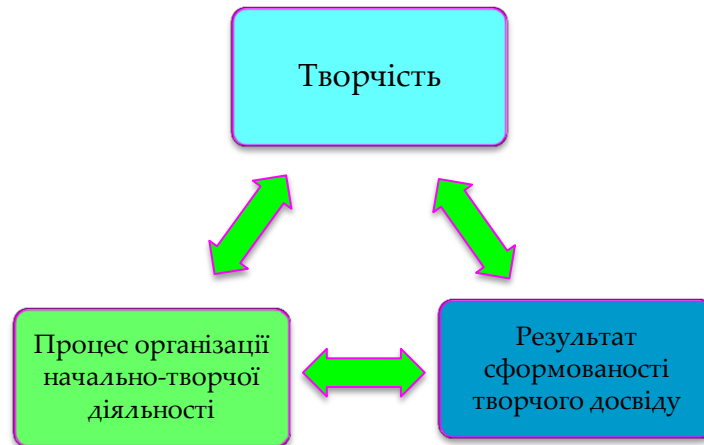 Творчість
Процес організації
начально-творчої
діяльності
Результат
сформованості
творчого досвіду